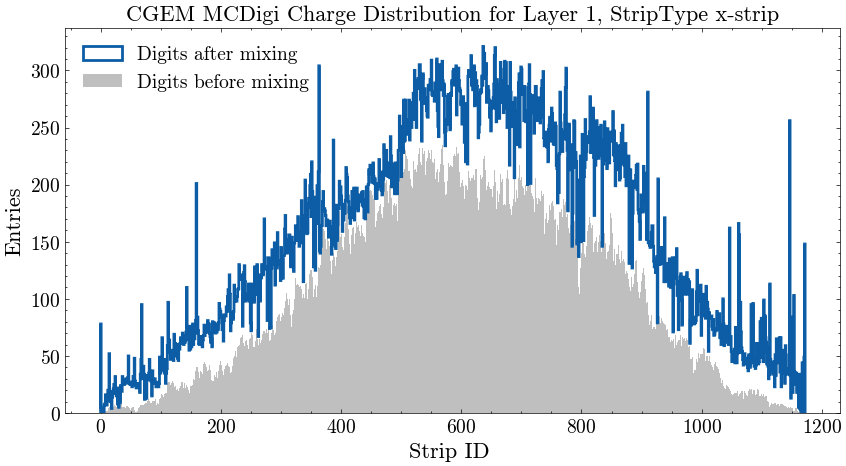 CGEM MCDigi Charge Distribution for Layer 1, StripType x-strip
Digits after mixing
Digits before mixing
Entries
300
250
200
150
100
50
0
0 200 400 600 800 1000 1200
Strip ID